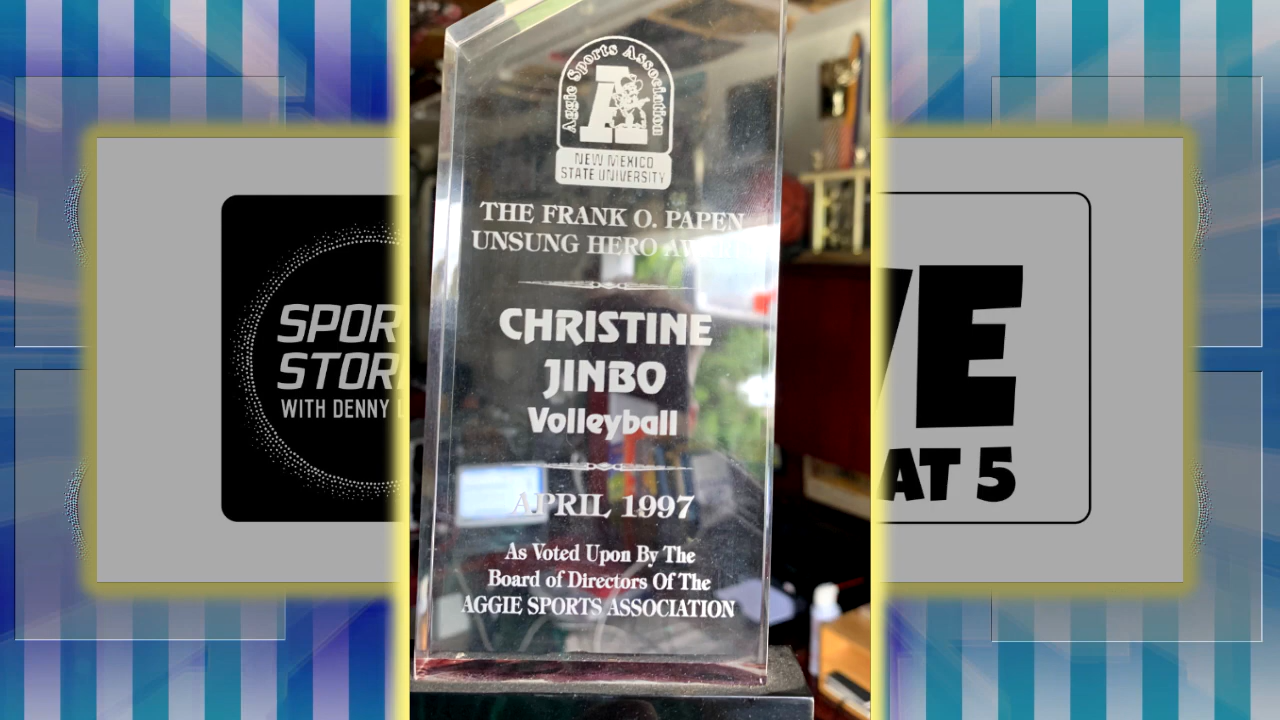 Aggie Sports Association
A
NEW MEXICO
STATE UNIVERSITY
THE FRANK O. PAPEN
UNSUNG HERO AW
CHRISTINE
JINBO
Volleyball
APRIL 1997
As Voted Upon By The
Board of Directors Of The
AGGIE SPORTS ASSOCIATION
SPOR
STOR
WITH DENNY L
VE
AT 5